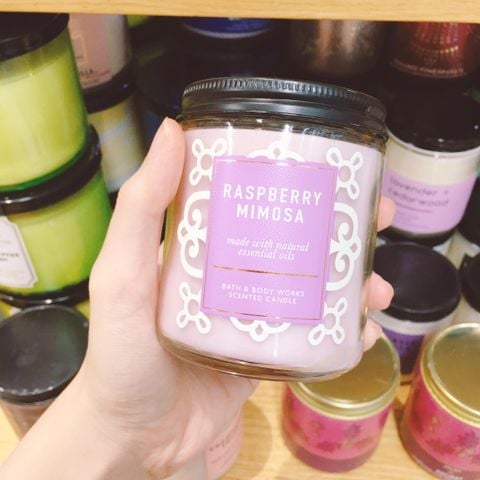 RASPBERRY
MIMOSA
made with natural
essential oils
BATH & BODY WORKS
SCENTED CANDLE
lavender +
cedarwood